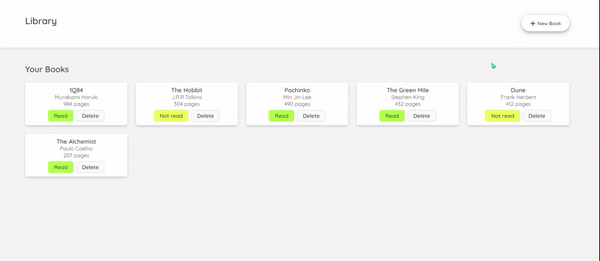 Library
+ New Book
Your Books
1Q84
Murakami Haruki
984 pages
Read Delete
The Hobbit
J.R.R.Tolkins
304 pages
Not read Delete
Pachinko
Min Jin Lee
490 pages
Read Delete
The Green Mile
Stephen King
432 pages
Read Delete
Dune
Frank Herbert
412 pages
Not read Delete
The Alchemist
Paulo Coelho
207 pages
Read Delete